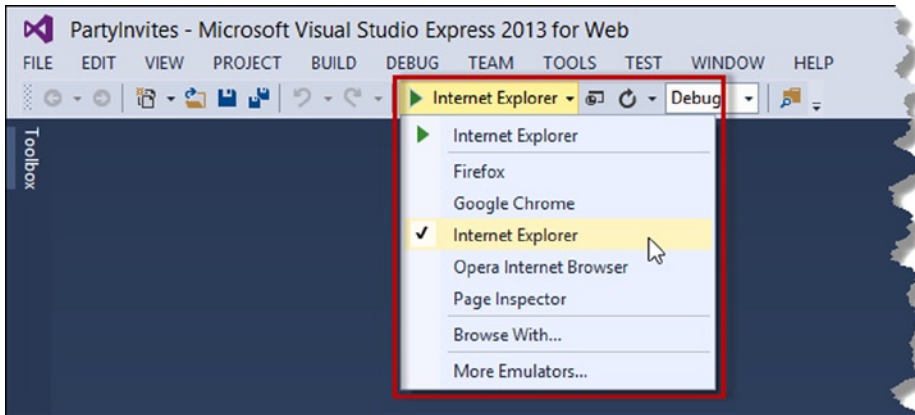 PartyInvites - Microsoft Visual Studio Express 2013 for Web
FILE EDIT VIEW PROJECT BUILD DEBUG TEAM TOOLS TEST WINDOW HELP
Internet Explorer Debug
Toolbox
Internet Explorer
Firefox
Google Chrome
Internet Explorer
Opera Internet Browser
Page Inspector
Browse With...
More Emulators...